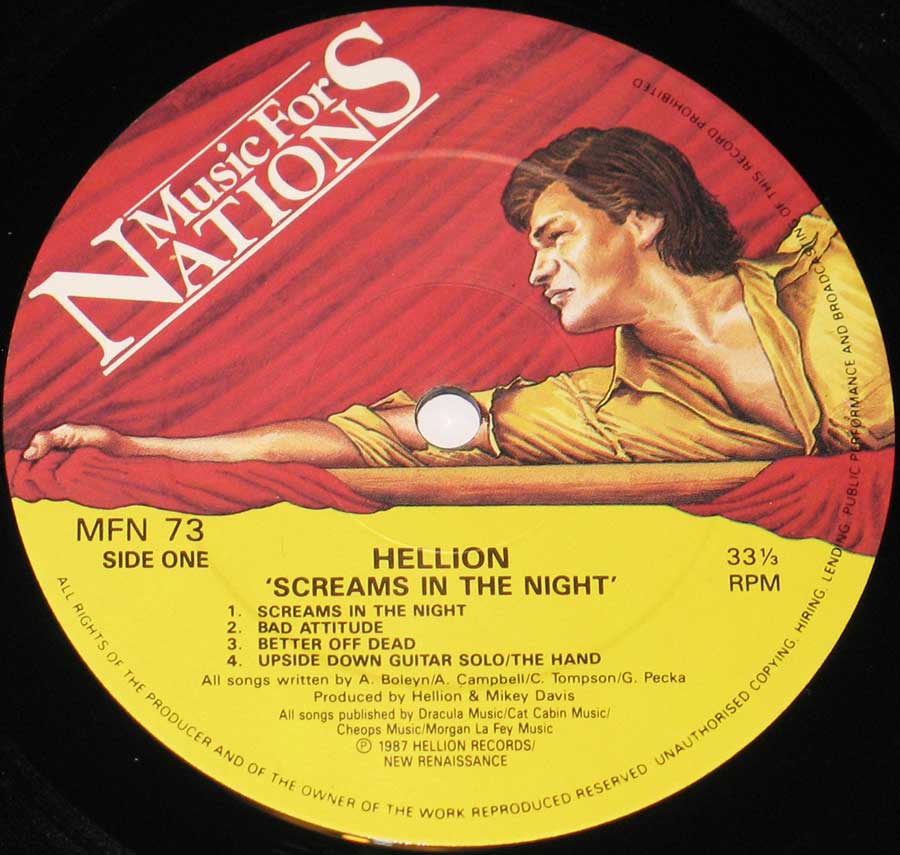 Music For
NATIONS
MFN 73
SIDE ONE
HELLION
'SCREAMS IN THE NIGHT'
33⅓
RPM
1. SCREAMS IN THE NIGHT
2. BAD ATTITUDE
3. BETTER OFF DEAD
4. UPSIDE DOWN GUITAR SOLO/THE HAND
All songs written by A. Boleyn/A. Campbell/C. Tompson/G. Pecka
Produced by Hellion & Mikey Davis
All songs published by Dracula Music/Cat Cabin Music/
Cheops Music/Morgan La Fey Music
℗ 1987 HELLION RECORDS/
NEW RENAISSANCE
ALL RIGHTS OF THE PRODUCER AND OF THE OWNER OF THE WORK REPRODUCED RESERVED. UNAUTHORISED COPYING, HIRING, LENDING, PUBLIC PERFORMANCE AND BROADCASTING OF THIS RECORD PROHIBITED